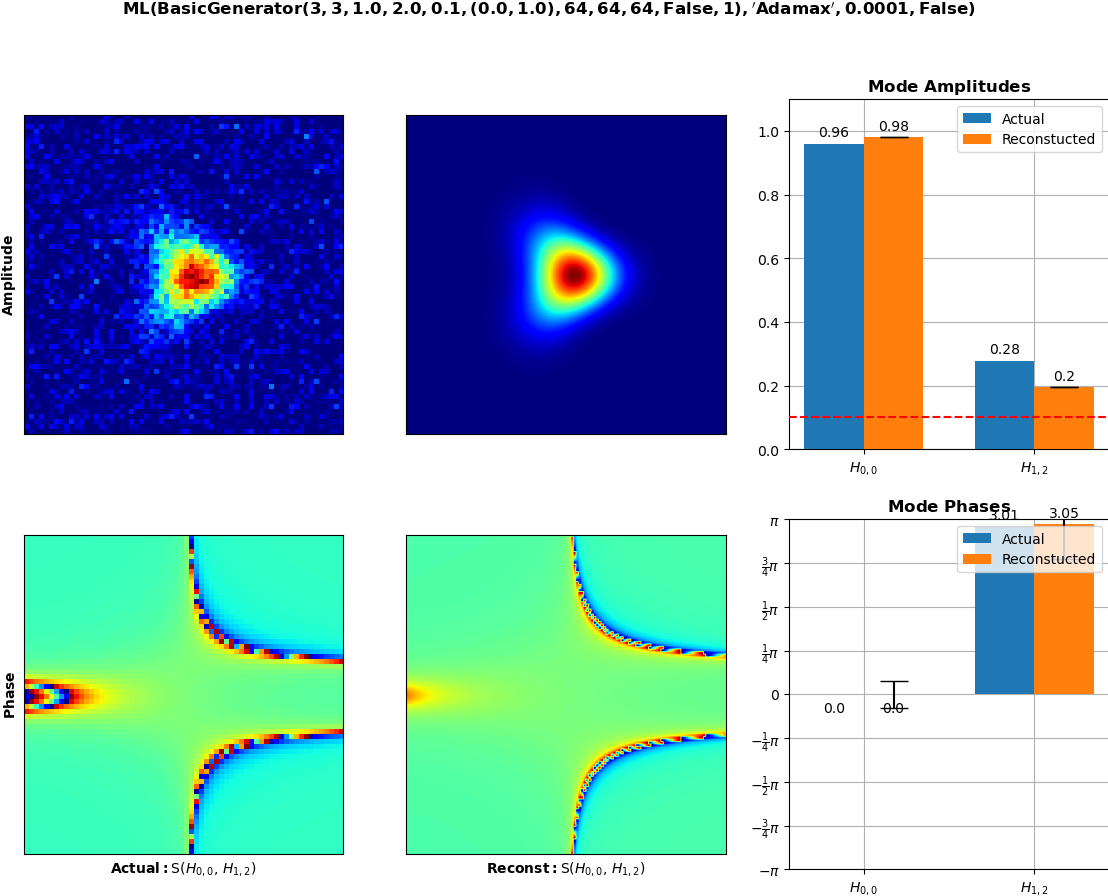 ML(BasicGenerator(3, 3, 1.0, 2.0, 0.1, (0.0, 1.0), 64, 64, 64, False, 1), ′Adamax′, 0.0001, False)
Amplitude
Mode Amplitudes
Actual
Reconstucted
0.96
0.98
0.28
0.2
1.0
0.8
0.6
0.4
0.2
0.0
H0, 0
H1, 2
Phase
Actual: S(H0, 0, H1, 2)
Reconst: S(H0, 0, H1, 2)
Mode Phases
3.01
3.05
Actual
Reconstucted
0.0
0.0
π
3/4π
1/2π
1/4π
0
−1/4π
−1/2π
−3/4π
−π
H0, 0
H1, 2